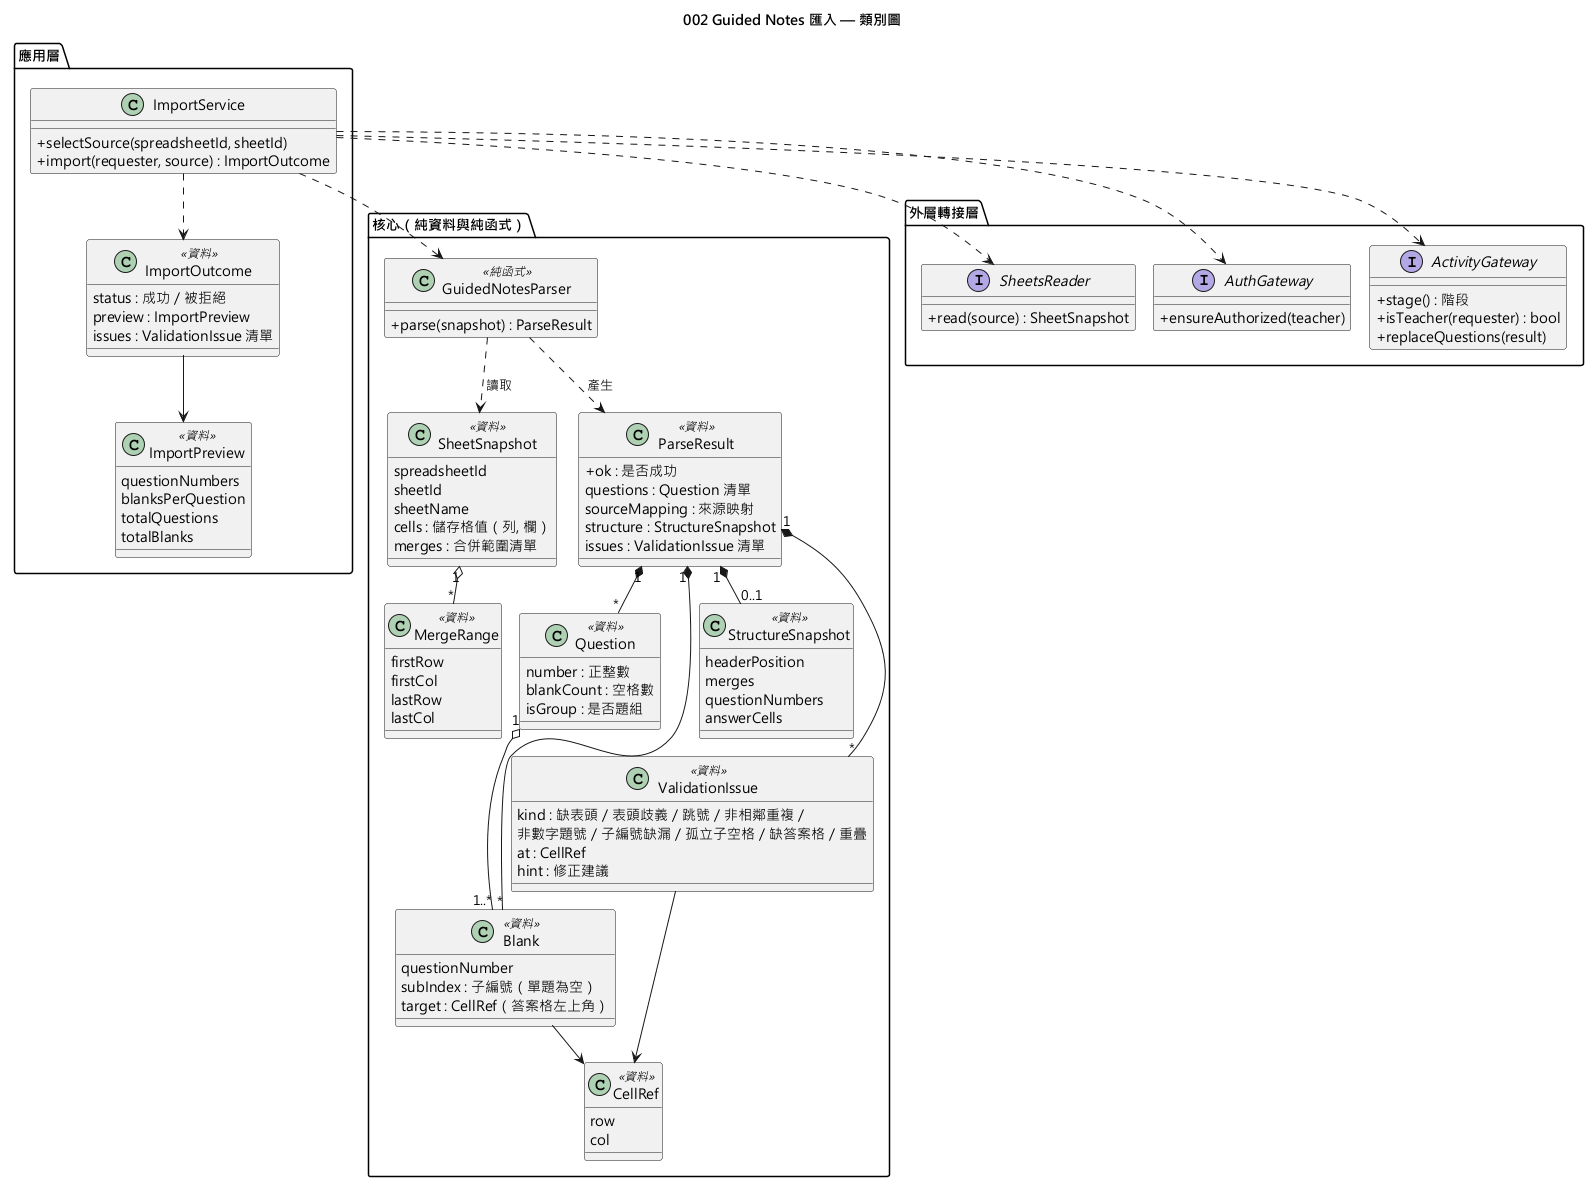 002 Guided Notes 匯入 — 類別圖
應用層
C ImportService
+selectSource(spreadsheetId, sheetId)
+import(requester, source) : ImportOutcome
«資料»
C ImportOutcome
status : 成功 / 被拒絕
preview : ImportPreview
issues : ValidationIssue 清單
«資料»
C ImportPreview
questionNumbers
blanksPerQuestion
totalQuestions
totalBlanks
核心（純資料與純函式）
«純函式»
C GuidedNotesParser
+parse(snapshot) : ParseResult
讀取
產生
«資料»
C SheetSnapshot
spreadsheetId
sheetId
sheetName
cells : 儲存格值（列, 欄）
merges : 合併範圍清單
«資料»
C ParseResult
+ok : 是否成功
questions : Question 清單
sourceMapping : 來源映射
structure : StructureSnapshot
issues : ValidationIssue 清單
1
1
1
1
1
*
*
0..1
«資料»
C MergeRange
firstRow
firstCol
lastRow
lastCol
«資料»
C Question
number : 正整數
blankCount : 空格數
isGroup : 是否題組
«資料»
C StructureSnapshot
headerPosition
merges
questionNumbers
answerCells
1
*
«資料»
C ValidationIssue
kind : 缺表頭 / 表頭歧義 / 跳號 / 非相鄰重複 /
非數字題號 / 子編號缺漏 / 孤立子空格 / 缺答案格 / 重疊
at : CellRef
hint : 修正建議
1..*
*
«資料»
C Blank
questionNumber
subIndex : 子編號（單題為空）
target : CellRef（答案格左上角）
«資料»
C CellRef
row
col
外層轉接層
I SheetsReader
+read(source) : SheetSnapshot
I AuthGateway
+ensureAuthorized(teacher)
I ActivityGateway
+stage() : 階段
+isTeacher(requester) : bool
+replaceQuestions(result)